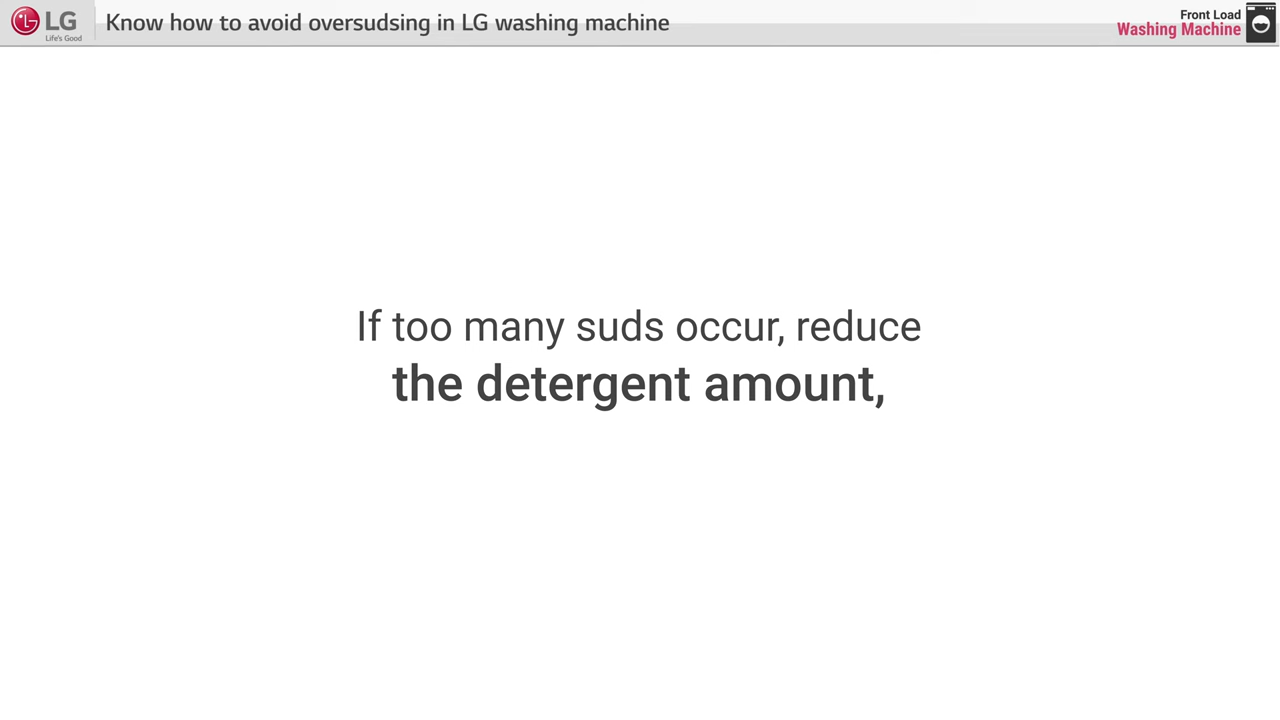 LG
Life's Good
Know how to avoid oversudsing in LG washing machine
Front Load
Washing Machine
If too many suds occur, reduce
the detergent amount,